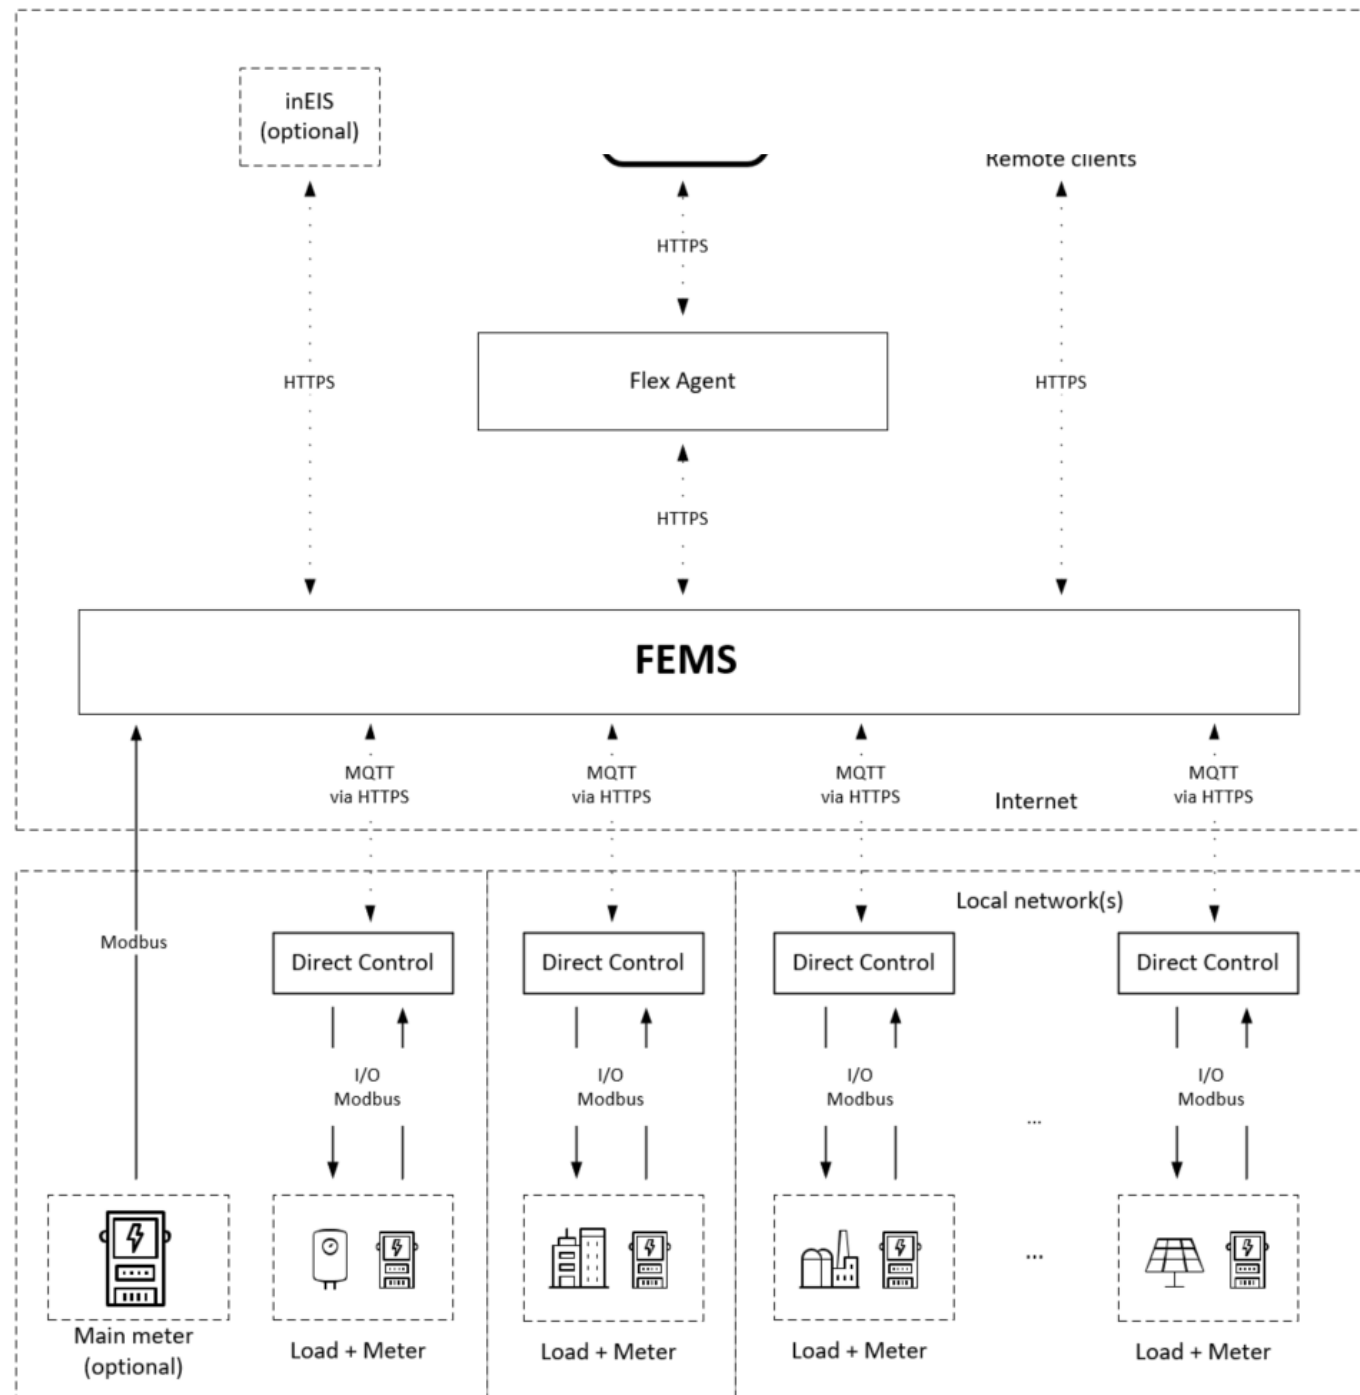 inEIS
(optional)
Remote clients
HTTPS
Flex Agent
HTTPS
HTTPS
HTTPS
FEMS
MQTT
via HTTPS
MQTT
via HTTPS
MQTT
via HTTPS
MQTT
via HTTPS
Internet
Local network(s)
Modbus
Direct Control
Direct Control
Direct Control
Direct Control
I/O
Modbus
I/O
Modbus
I/O
Modbus
I/O
Modbus
...
...
Main meter
(optional)
Load + Meter
Load + Meter
Load + Meter
Load + Meter